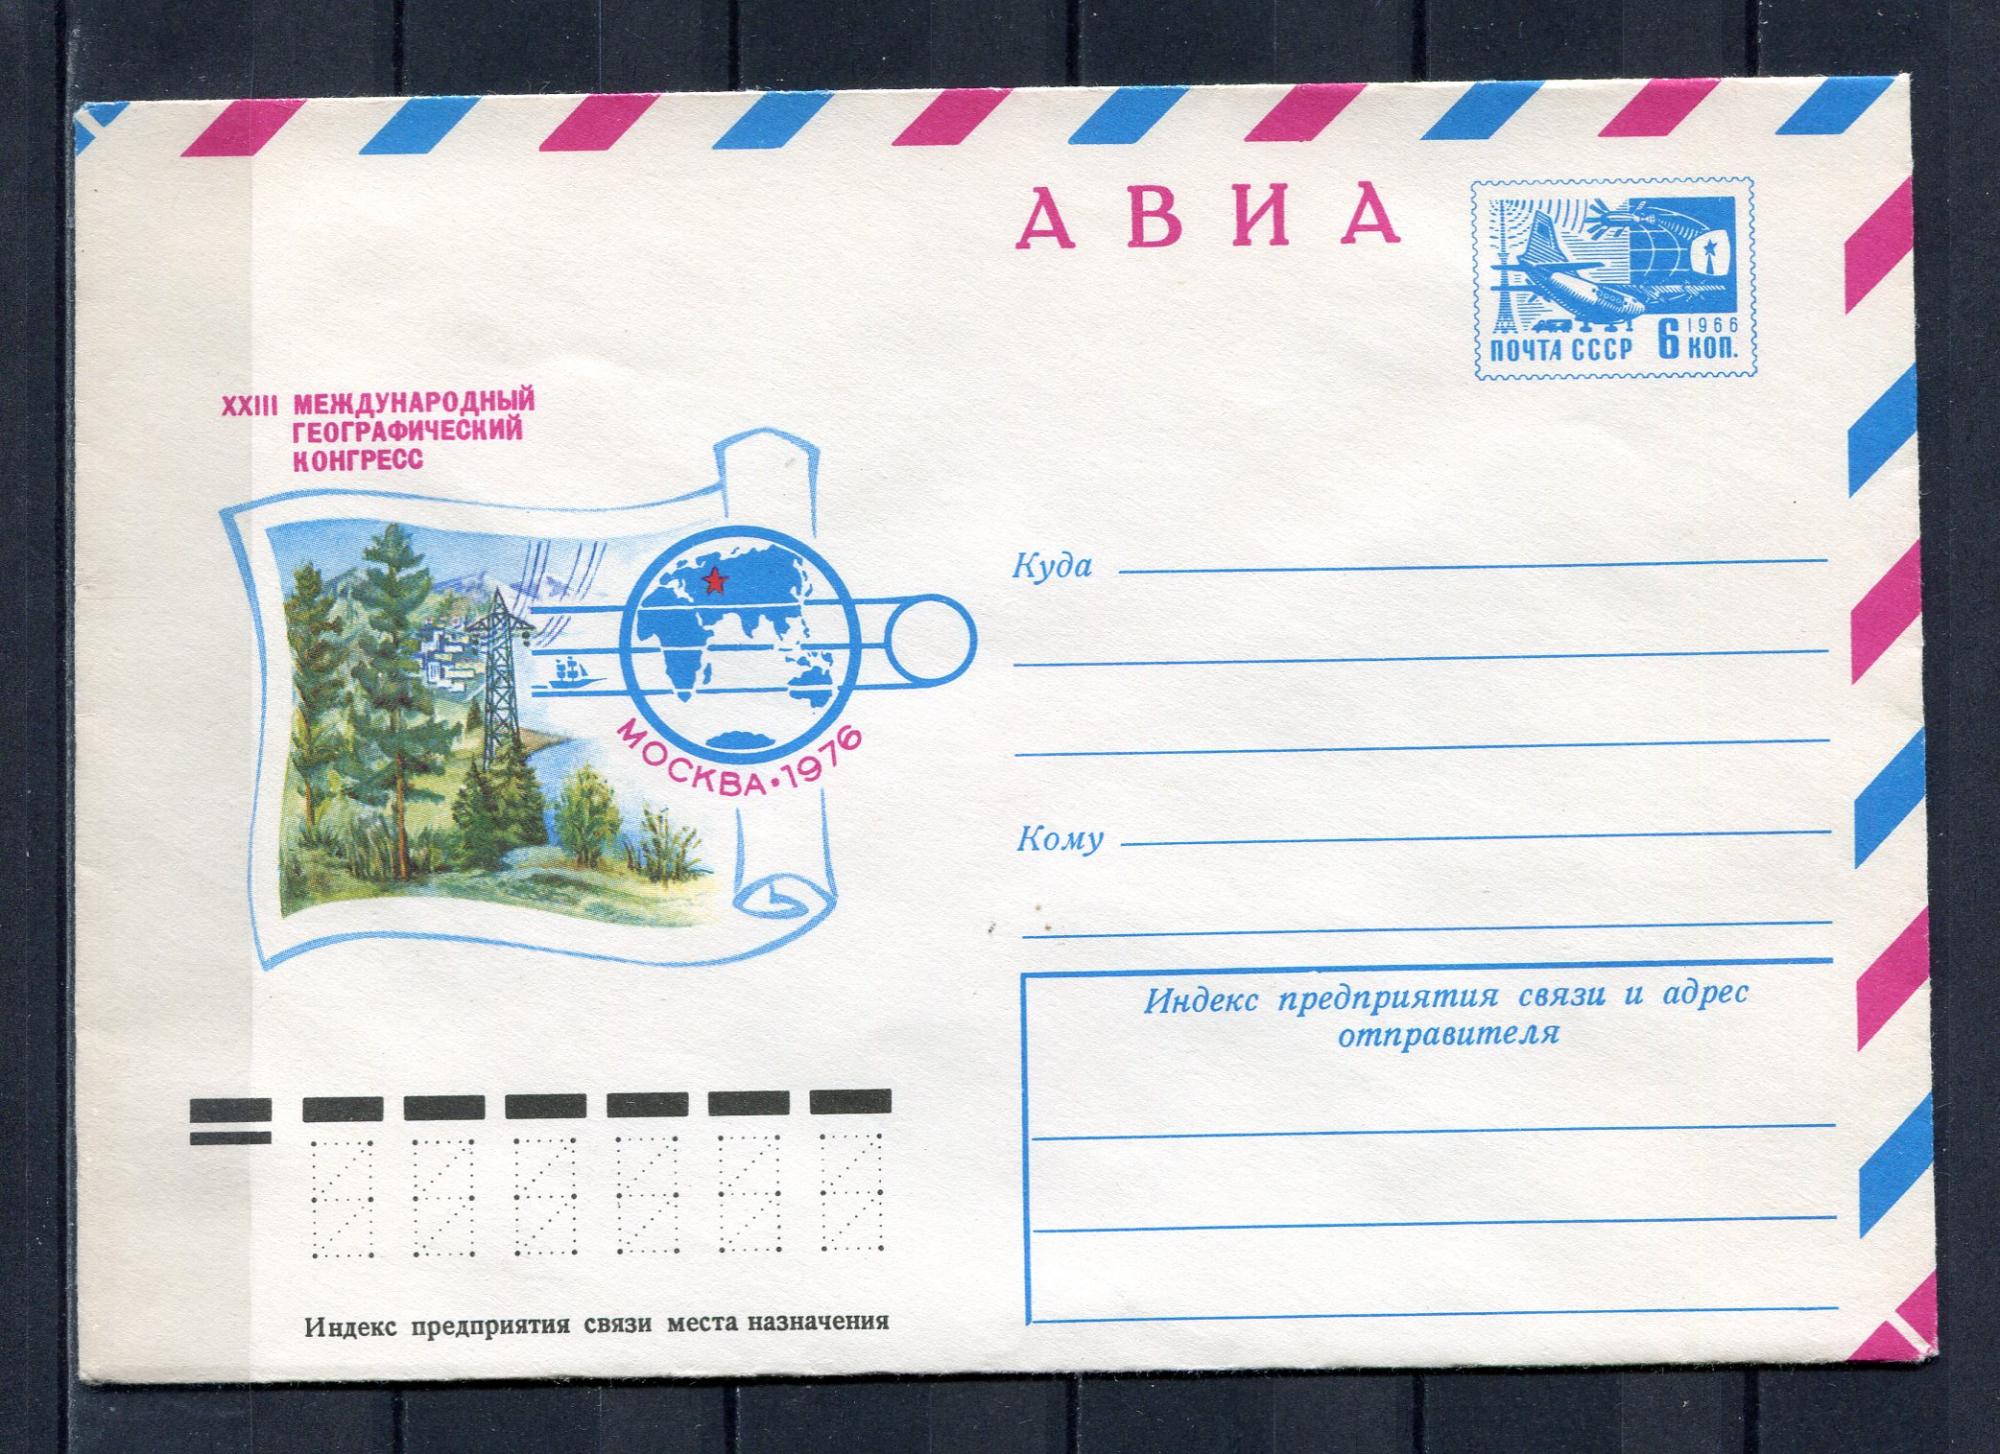 АВИА
1966
ПОЧТА СССР 6 КОП.
XXIII МЕЖДУНАРОДНЫЙ
ГЕОГРАФИЧЕСКИЙ
КОНГРЕСС
МОСКВА•1976
Куда
Кому
Индекс предприятия связи и адрес
отправителя
Индекс предприятия связи места назначения